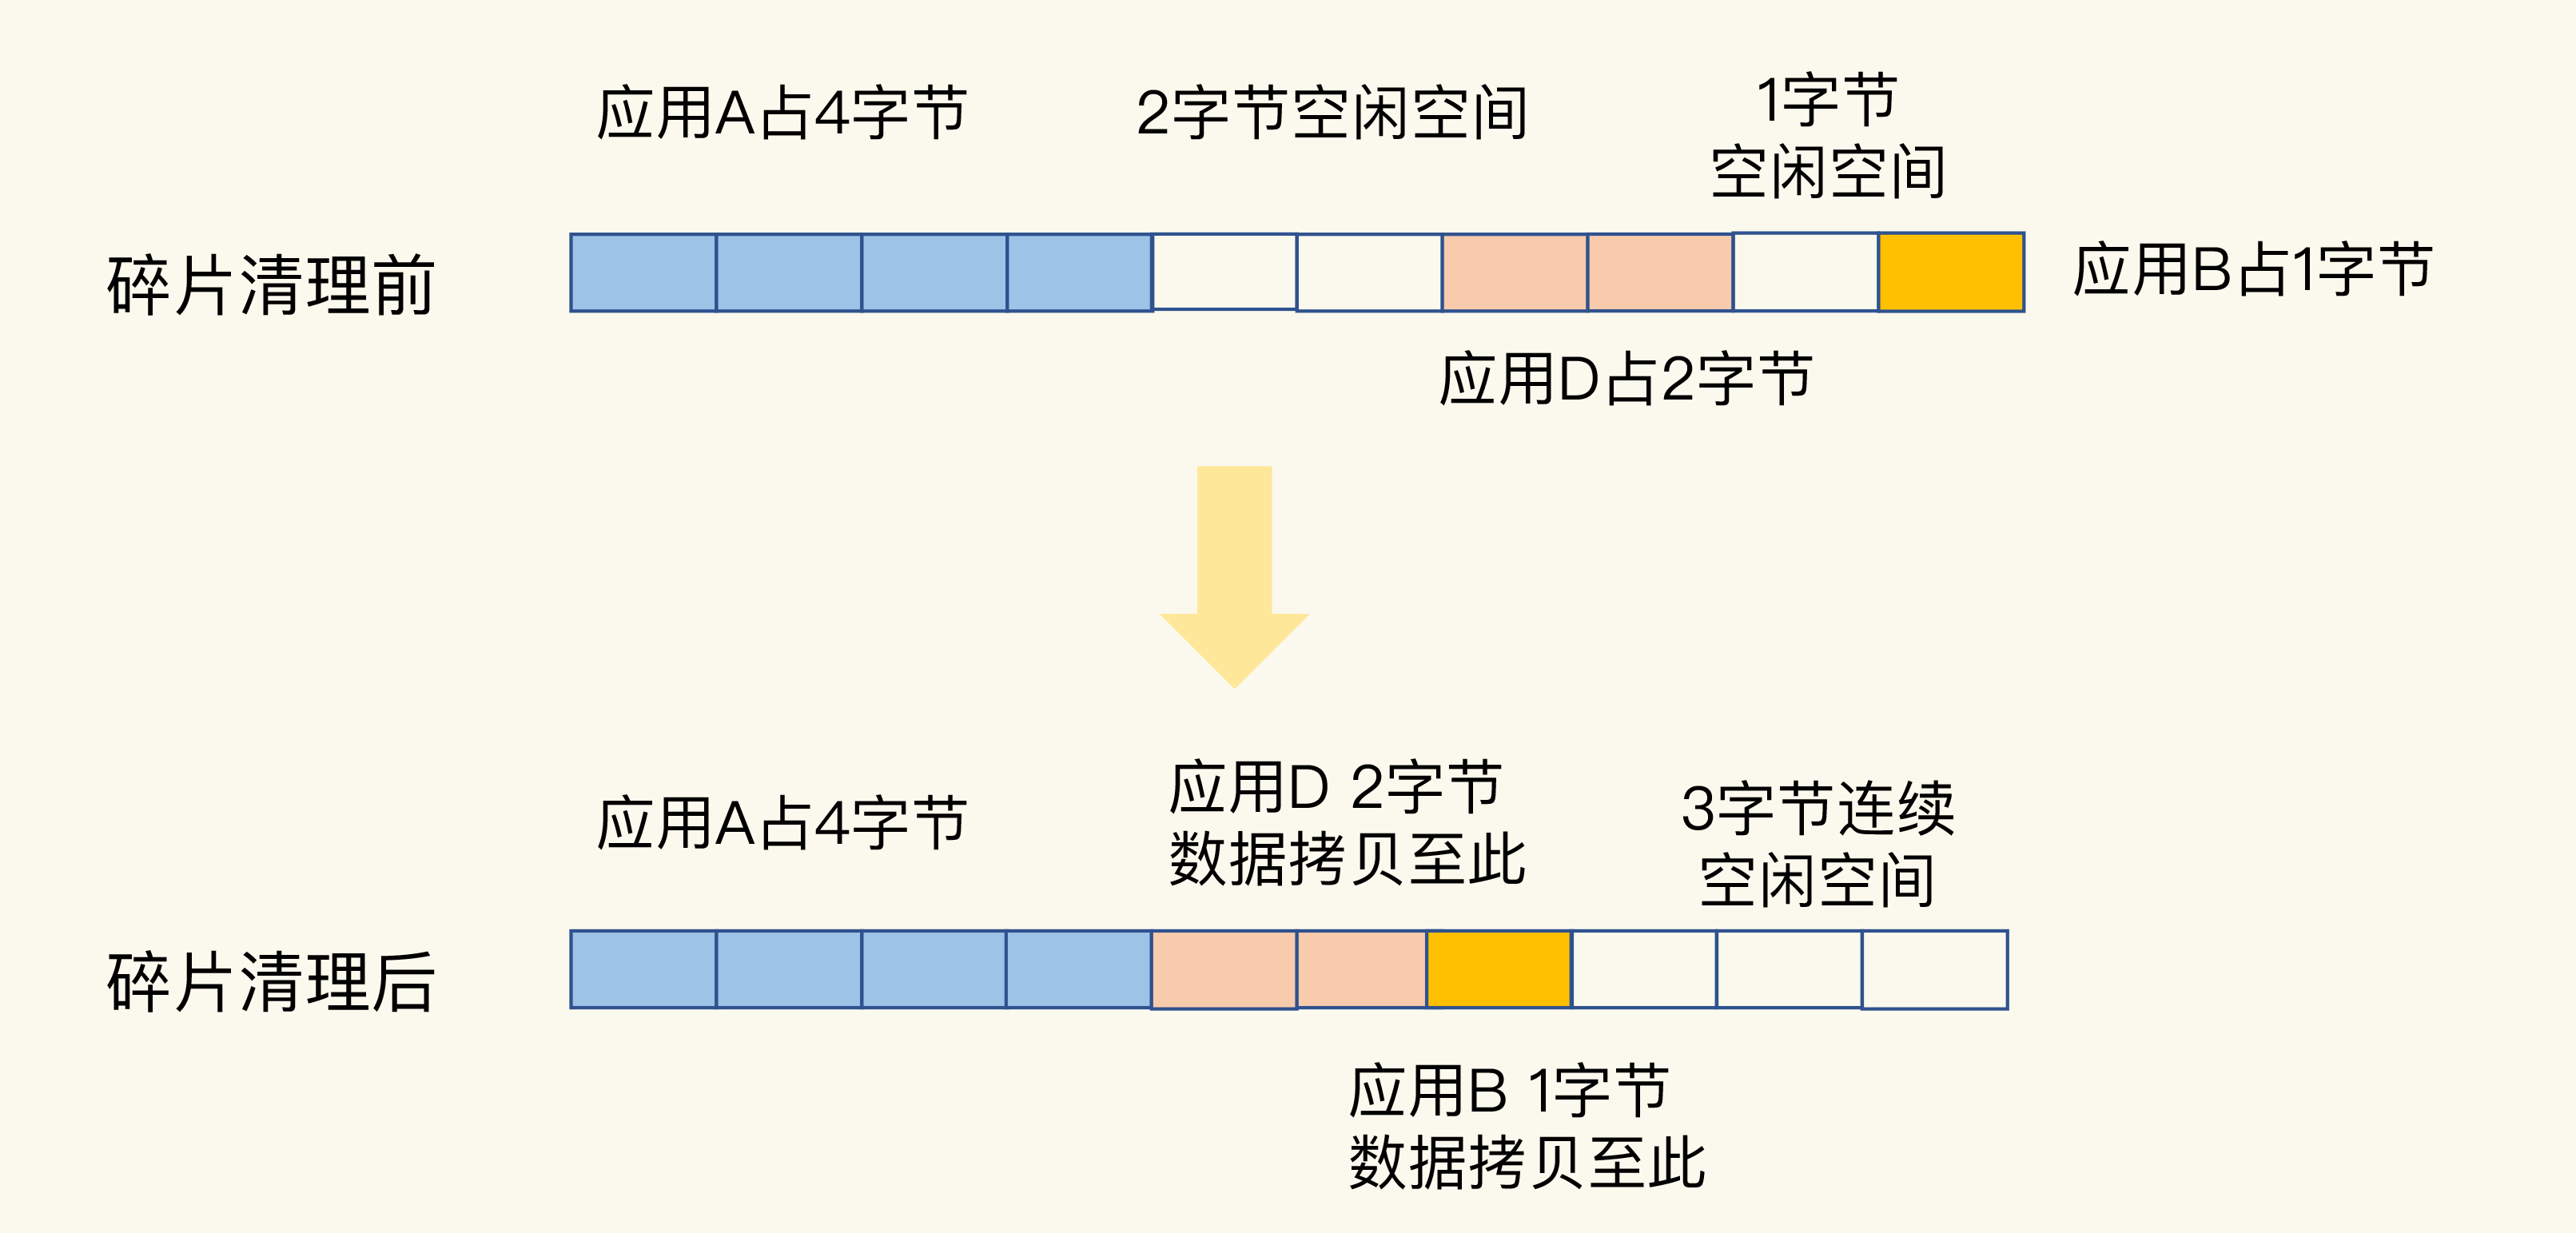 应用A占4字节
2字节空闲空间
1字节
空闲空间
碎片清理前
应用B占1字节
应用D占2字节
应用A占4字节
应用D 2字节
数据拷贝至此
3字节连续
空闲空间
碎片清理后
应用B 1字节
数据拷贝至此